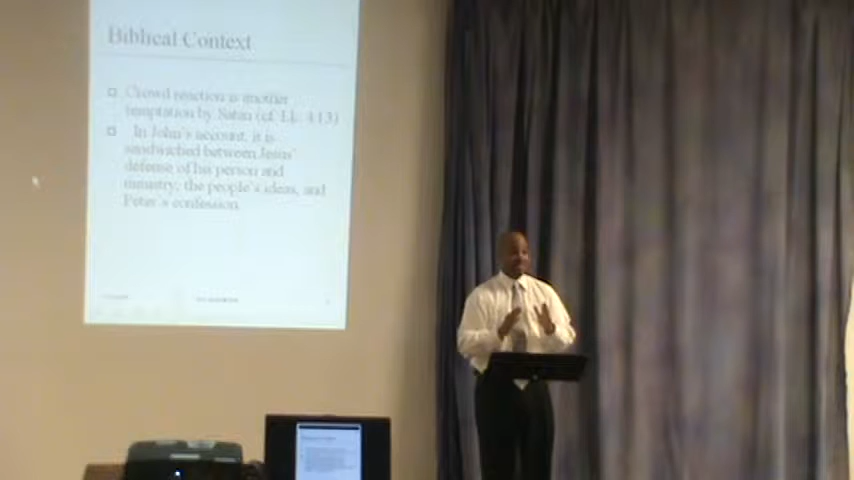 Biblical Context
Crowd reaction is another
temptation by Satan (cf. Lk. 4:13)
In John's account, it is
sandwiched between Jesus'
defense of his person and
ministry, the people's ideas, and
Peter's confession.